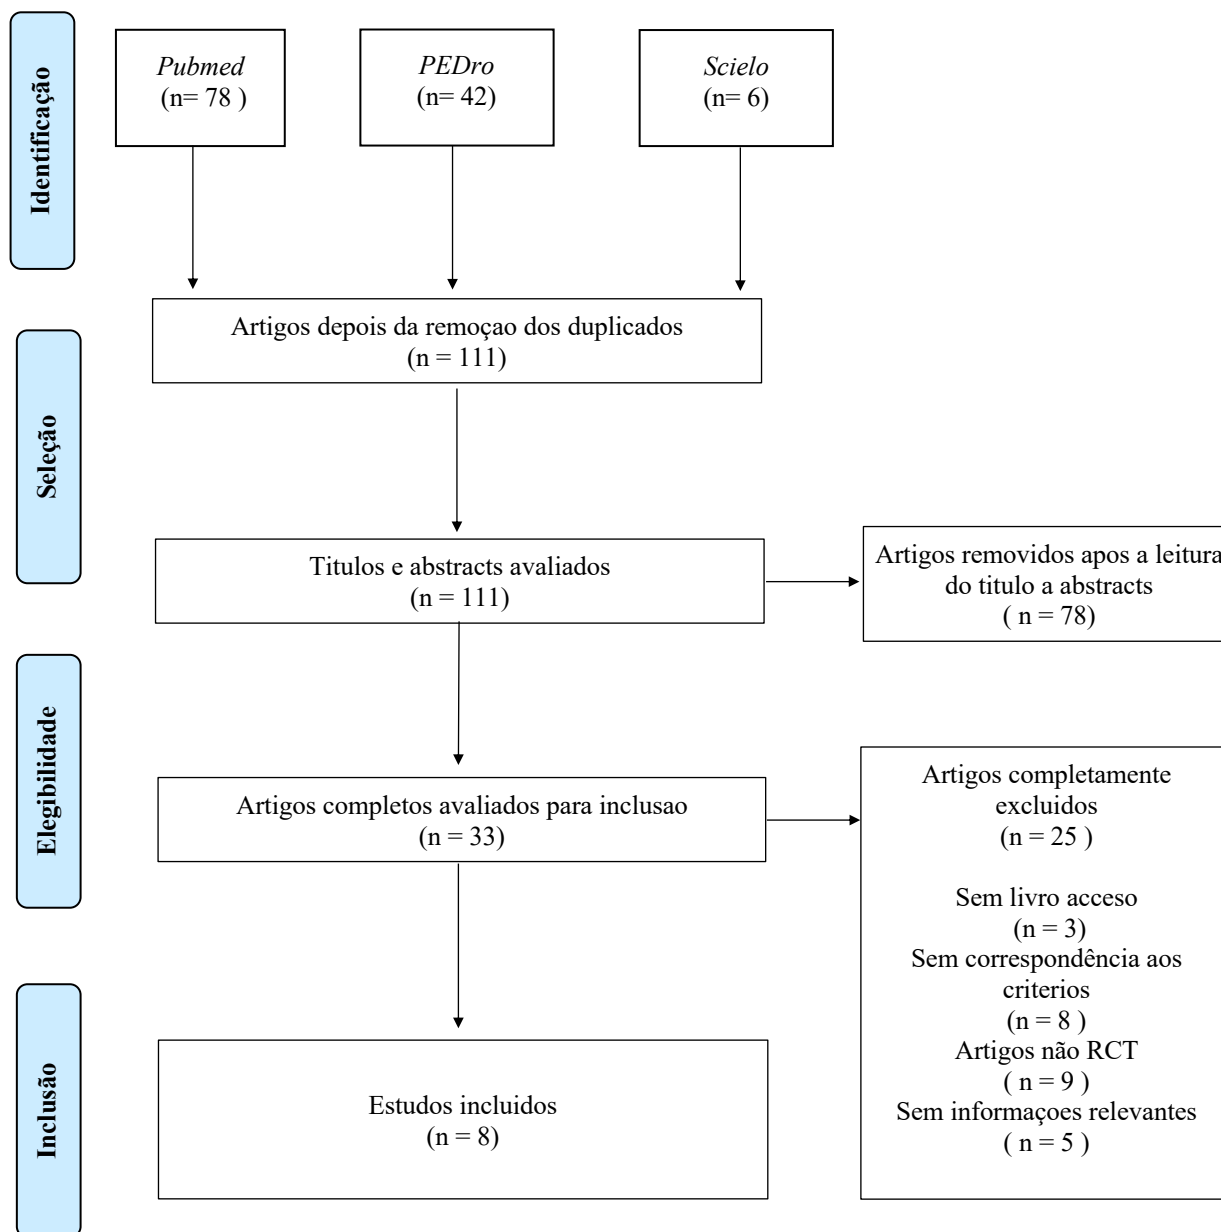 Identificação
Pubmed
(n= 78 )
PEDro
(n= 42)
Scielo
(n= 6)
Seleção
Artigos depois da remoçao dos duplicados
(n = 111)
Titulos e abstracts avaliados
(n = 111)
Artigos removidos apos a leitura
do titulo a abstracts
( n = 78)
Elegibilidade
Artigos completos avaliados para inclusao
(n = 33)
Artigos completamente
excluidos
(n = 25 )
Sem livro acceso
(n = 3)
Sem correspondência aos
criterios
(n = 8 )
Artigos não RCT
( n = 9 )
Sem informaçoes relevantes
( n = 5 )
Inclusão
Estudos incluidos
(n = 8)